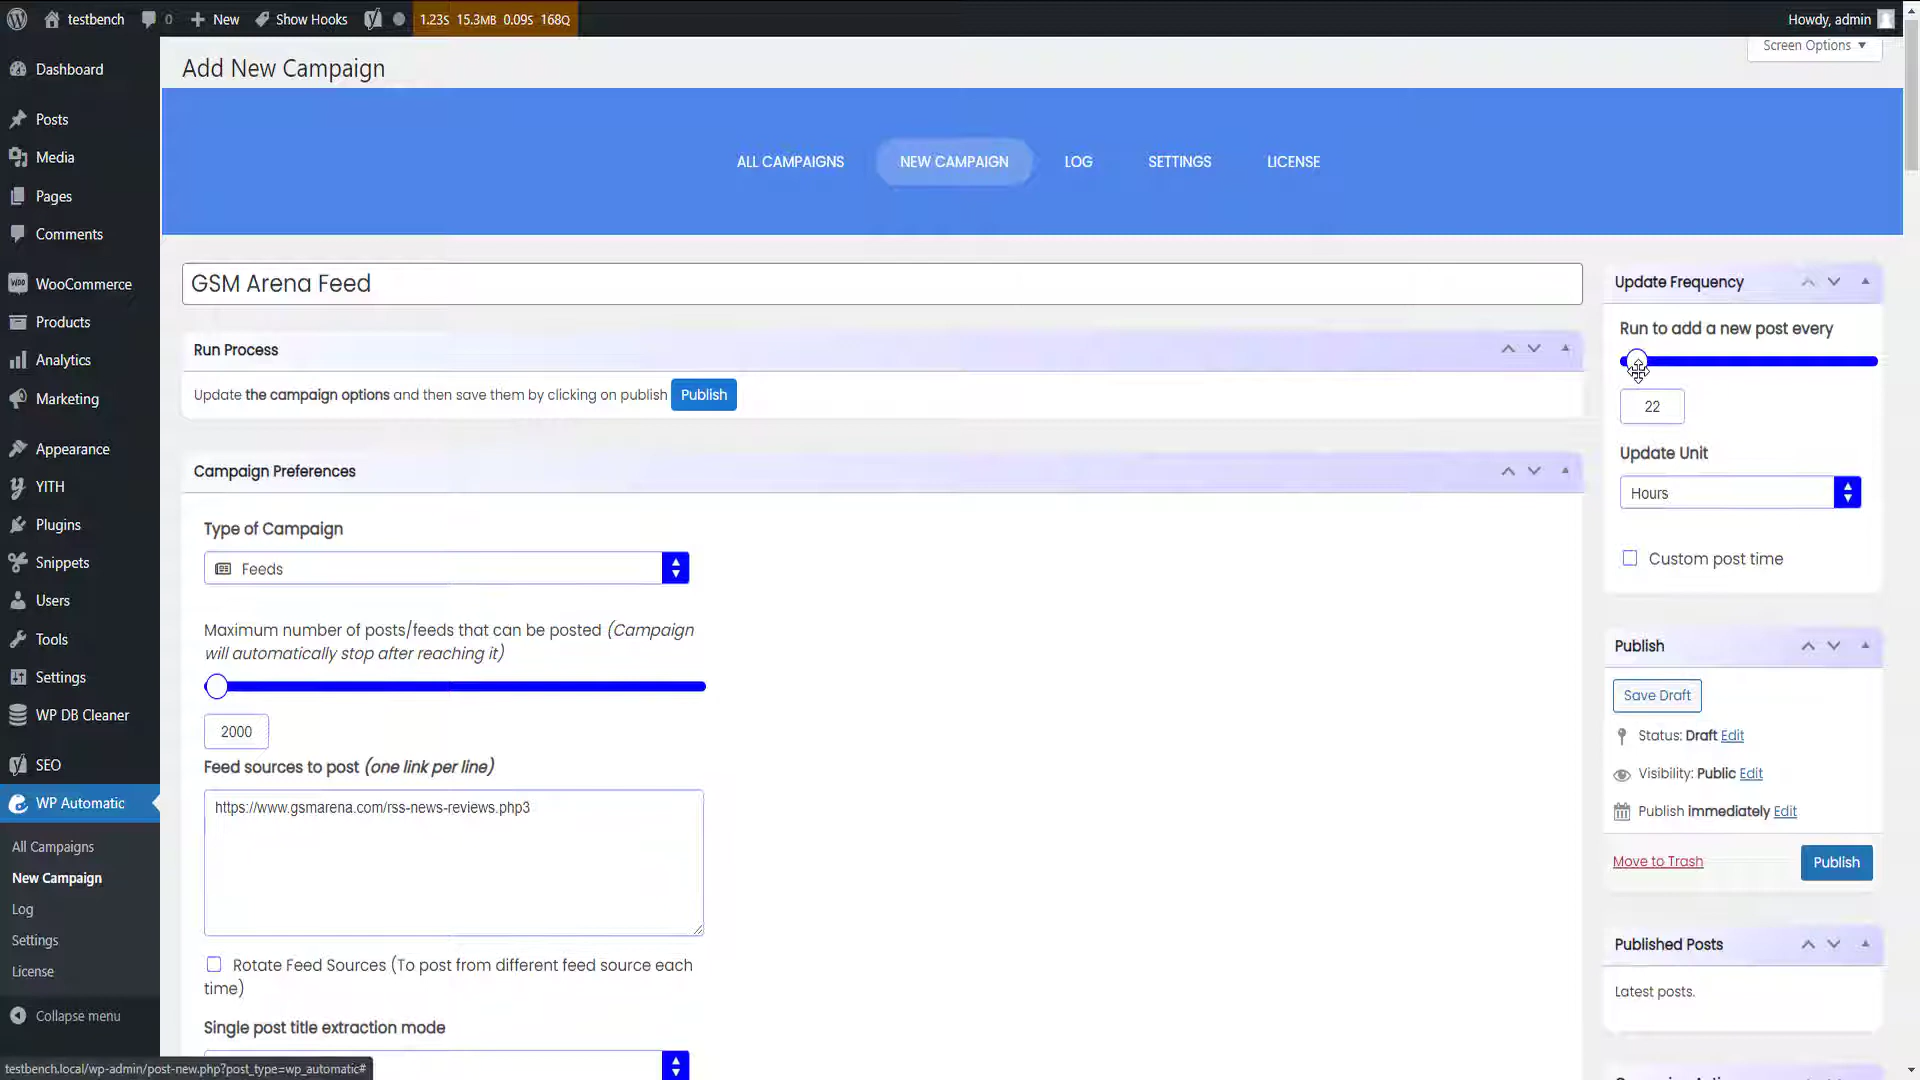 testbench
0
New
Show Hooks
1.23S 15.3MB 0.09S 168Q
Howdy, admin
Dashboard
Posts
Media
Pages
Comments
WooCommerce
Products
Analytics
Marketing
Appearance
YITH
Plugins
Snippets
Users
Tools
Settings
WP DB Cleaner
SEO
WP Automatic
All Campaigns
New Campaign
Log
Settings
License
Collapse menu
testbench.local/wp-admin/post-new.php?post_type=wp_automatic#
Screen Options
Add New Campaign
ALL CAMPAIGNS
NEW CAMPAIGN
LOG
SETTINGS
LICENSE
GSM Arena Feed
Run Process
Update the campaign options and then save them by clicking on publish Publish
Campaign Preferences
Type of Campaign
Feeds
Maximum number of posts/feeds that can be posted (Campaign
will automatically stop after reaching it)
2000
Feed sources to post (one link per line)
https://www.gsmarena.com/rss-news-reviews.php3
Rotate Feed Sources (To post from different feed source each
time)
Single post title extraction mode
Update Frequency
Run to add a new post every
22
Update Unit
Hours
Custom post time
Publish
Save Draft
Status: Draft Edit
Visibility: Public Edit
Publish immediately Edit
Move to Trash
Publish
Published Posts
Latest posts.